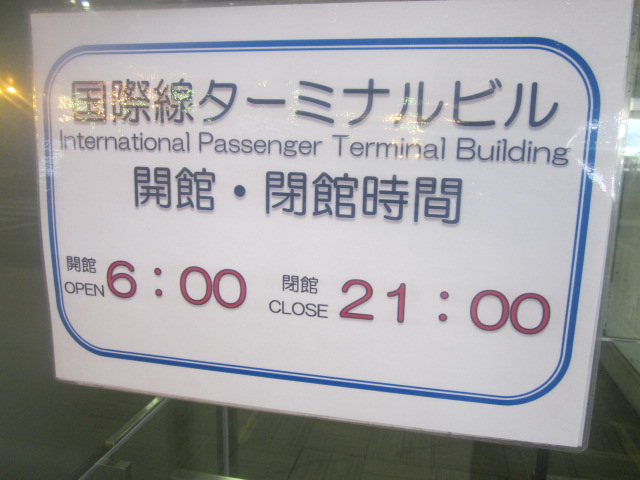 国際線ターミナルビル
International Passenger Terminal Building
開館・閉館時間
開館 OPEN 6:00 閉館 CLOSE 21:00